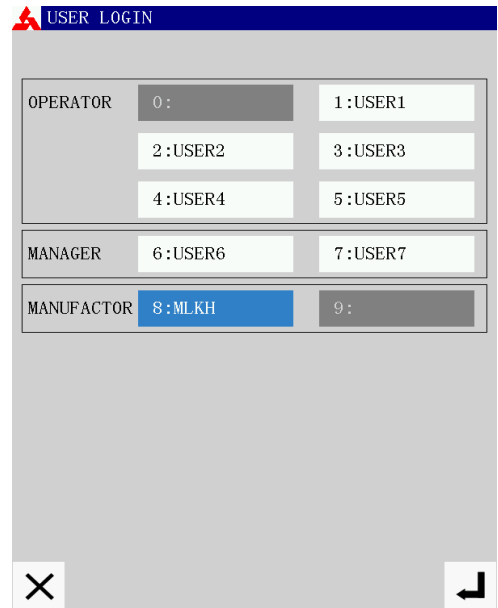 USER LOGIN
OPERATOR 0: 1:USER1
2:USER2 3:USER3
4:USER4 5:USER5
MANAGER 6:USER6 7:USER7
MANUFACTOR 8:MLKH 9: